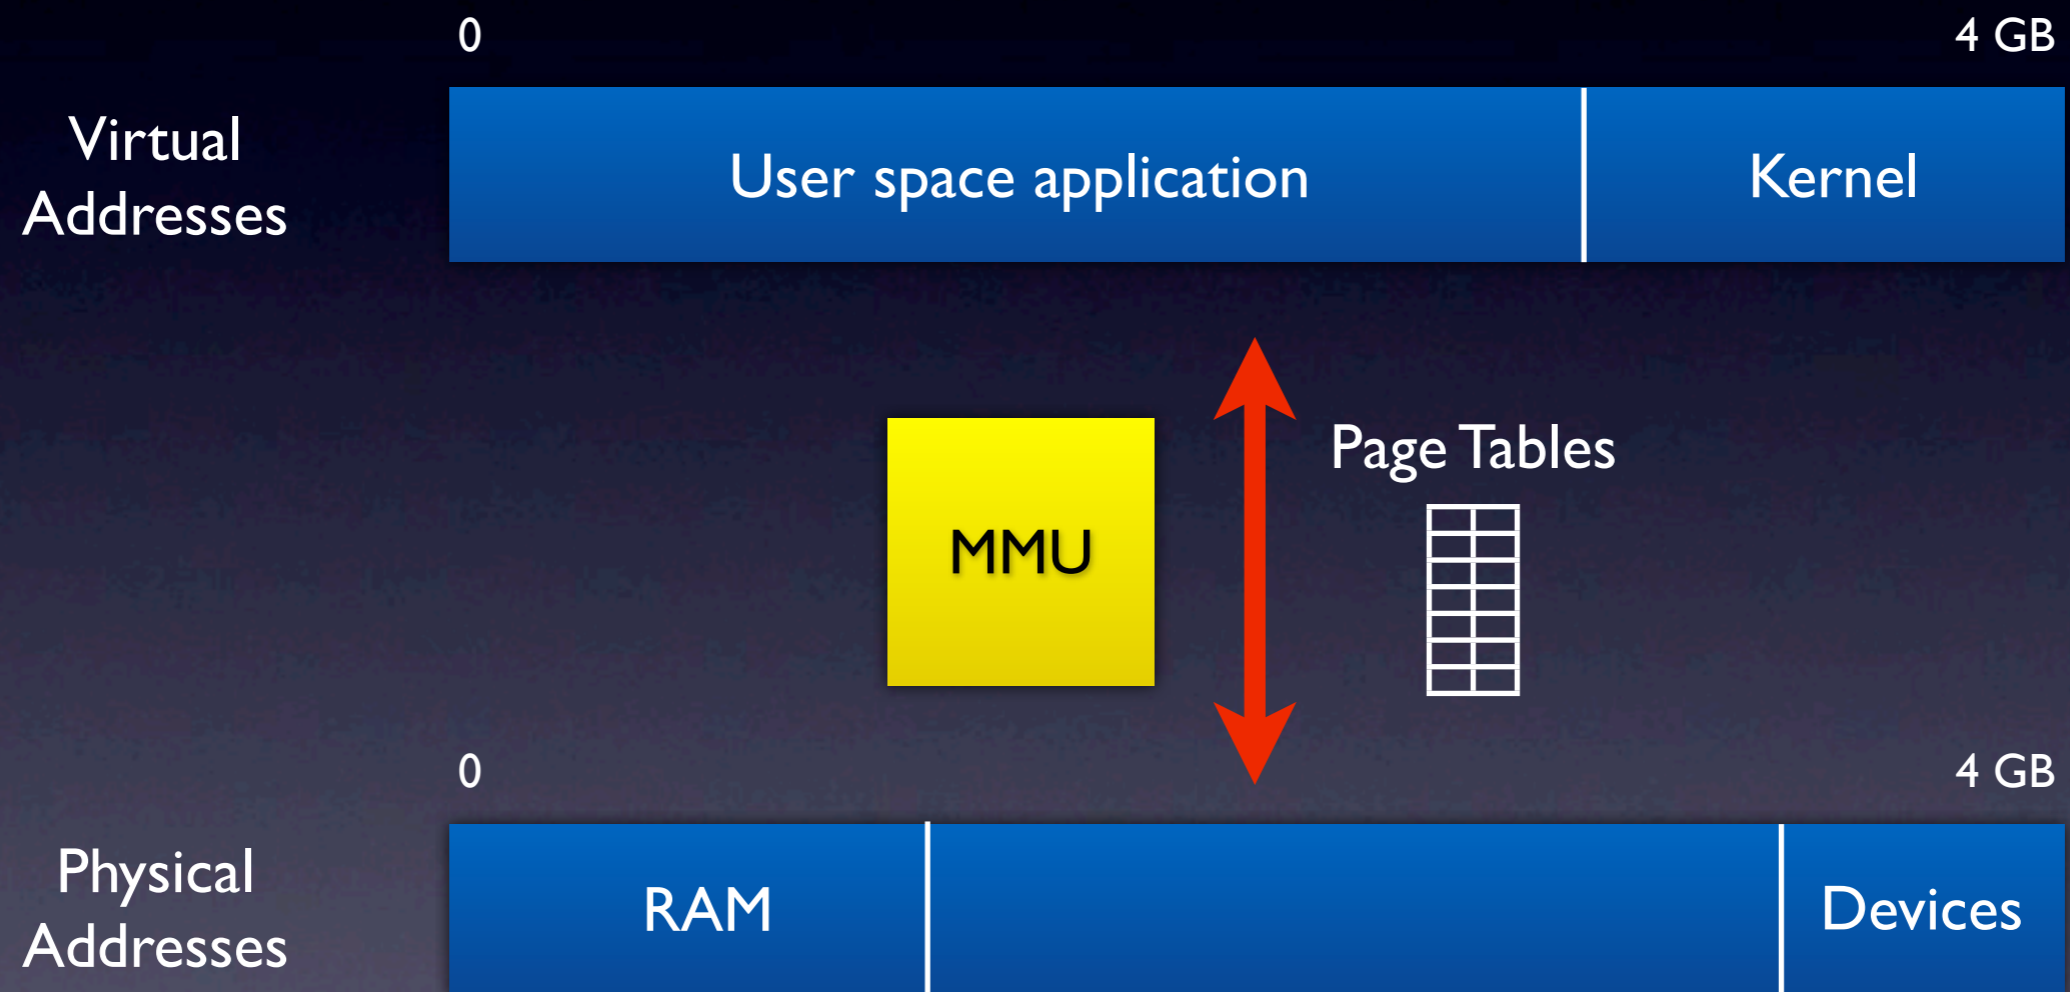 0
4 GB
Virtual
Addresses
User space application
Kernel
Page Tables
MMU
0
4 GB
Physical
Addresses
RAM
Devices